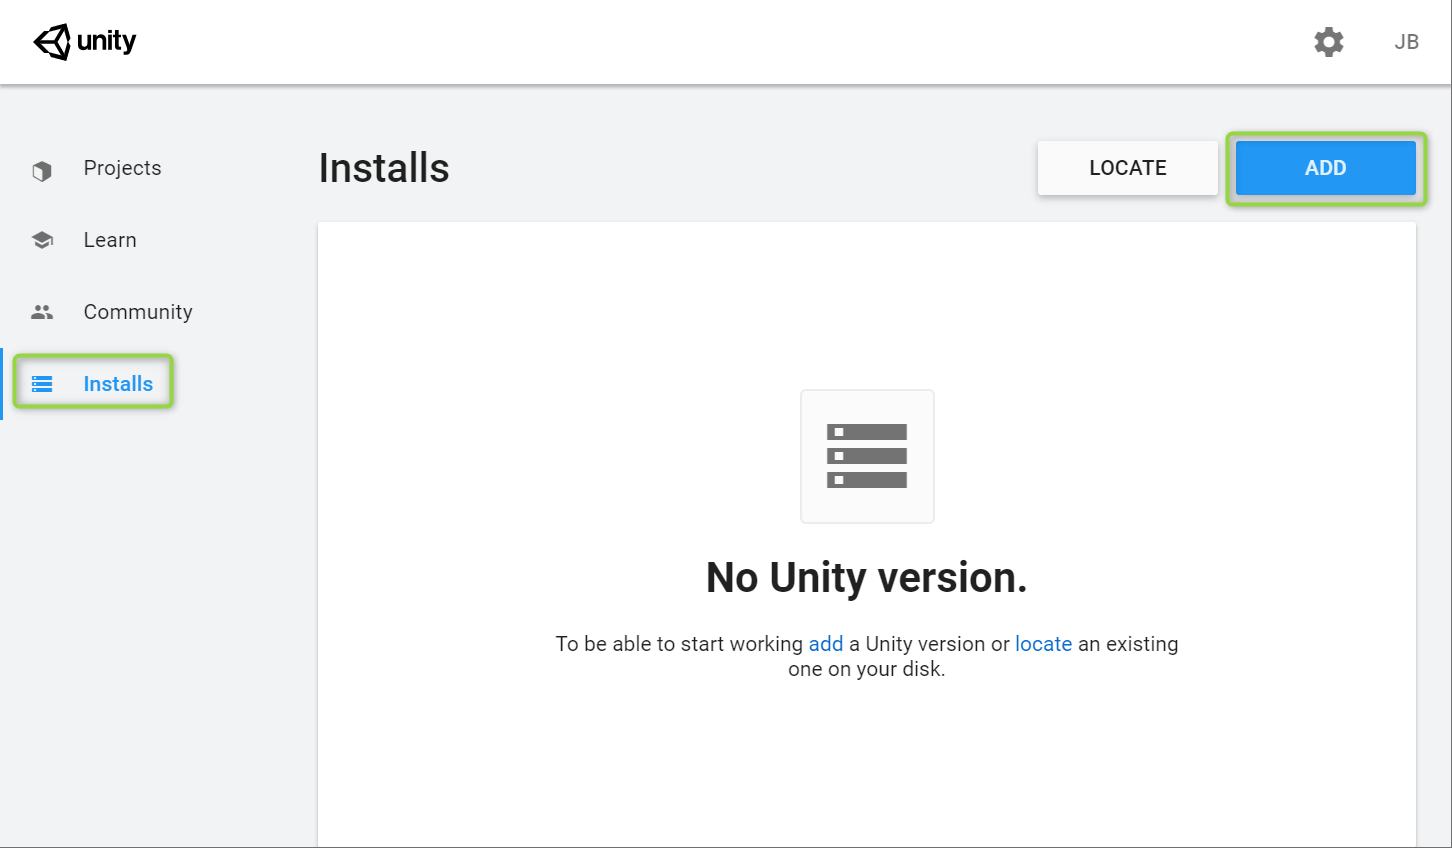 unity
JB
Projects
Learn
Community
Installs
Installs
LOCATE
ADD
No Unity version.
To be able to start working add a Unity version or locate an existing
one on your disk.